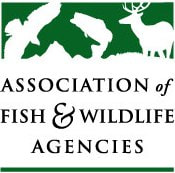 ASSOCIATION of
FISH & WILDLIFE
AGENCIES